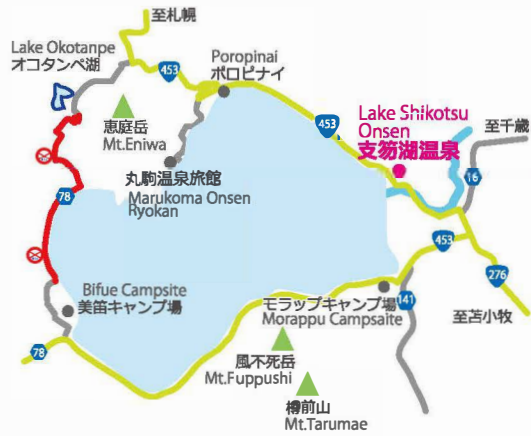 至札幌
Lake Okotanpe
オコタンペ湖
453
Poropinai
ポロピナイ
恵庭岳
Mt.Eniwa
453
Lake Shikotsu
Onsen
支笏湖温泉
至千歳
16
丸駒温泉旅館
Marukoma Onsen
Ryokan
78
453
276
Bifue Campsite
美笛キャンプ場
モラップキャンプ場
Morappu Campsaite
141
至苫小牧
78
風不死岳
Mt.Fuppushi
樽前山
Mt.Tarumae